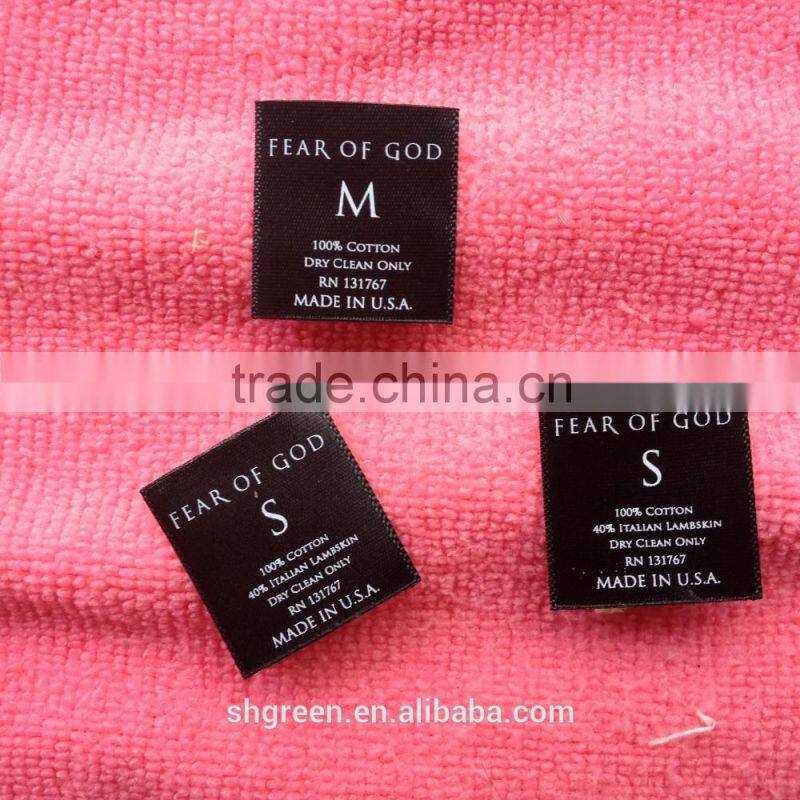 FEAR OF GOD
M
100% COTTON
DRY CLEAN ONLY
RN 131767
MADE IN U.S.A.
trade.china.cn
FEAR OF GOD
S
100% COTTON
40% ITALIAN LAMBSKIN
DRY CLEAN ONLY
RN 131767
MADE IN U.S.A.
FEAR OF GOD
S
100% COTTON
40% ITALIAN LAMBSKIN
DRY CLEAN ONLY
RN 131767
MADE IN U.S.A.
shgreen.en.alibaba.com